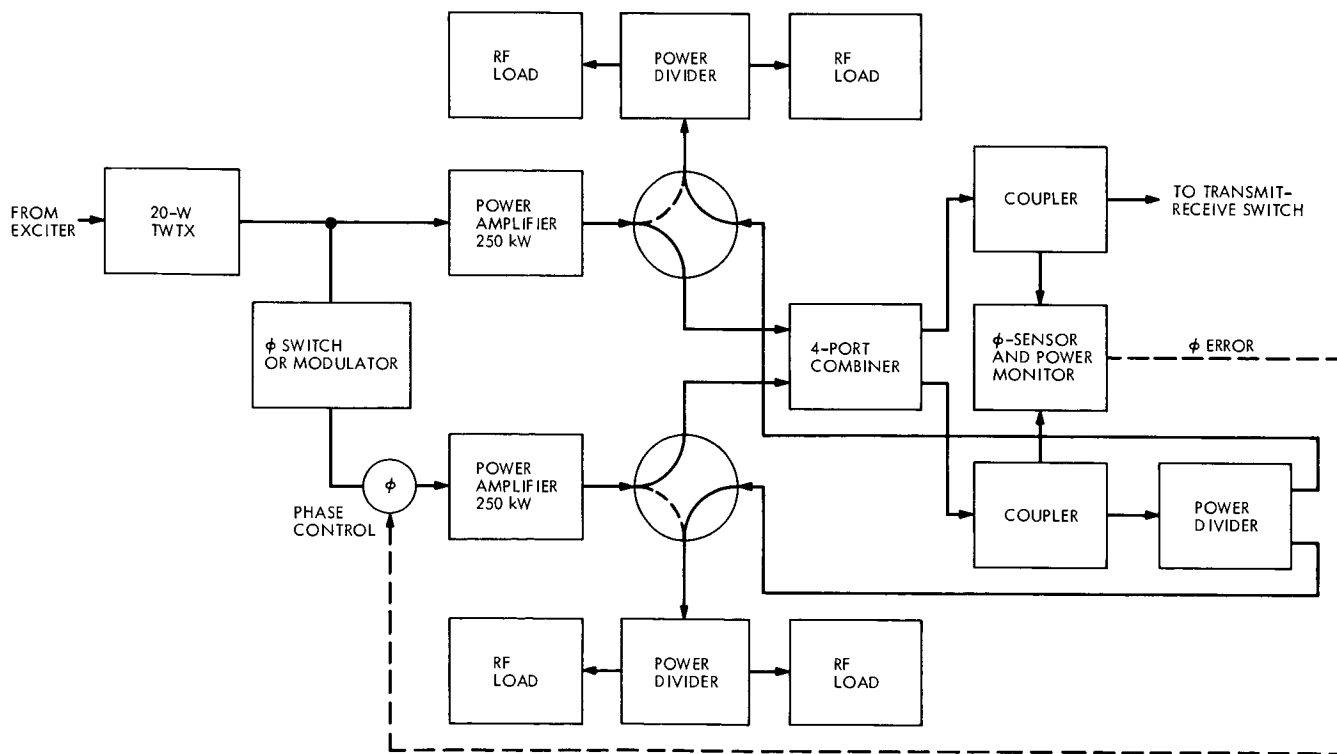 RF
LOAD
POWER
DIVIDER
RF
LOAD
FROM
EXCITER
20-W
TWTX
POWER
AMPLIFIER
250 kW
COUPLER
TO TRANSMIT-
RECEIVE SWITCH
ϕ SWITCH
OR MODULATOR
4-PORT
COMBINER
ϕ-SENSOR
AND POWER
MONITOR
ϕ ERROR
ϕ
PHASE
CONTROL
POWER
AMPLIFIER
250 kW
COUPLER
POWER
DIVIDER
RF
LOAD
POWER
DIVIDER
RF
LOAD